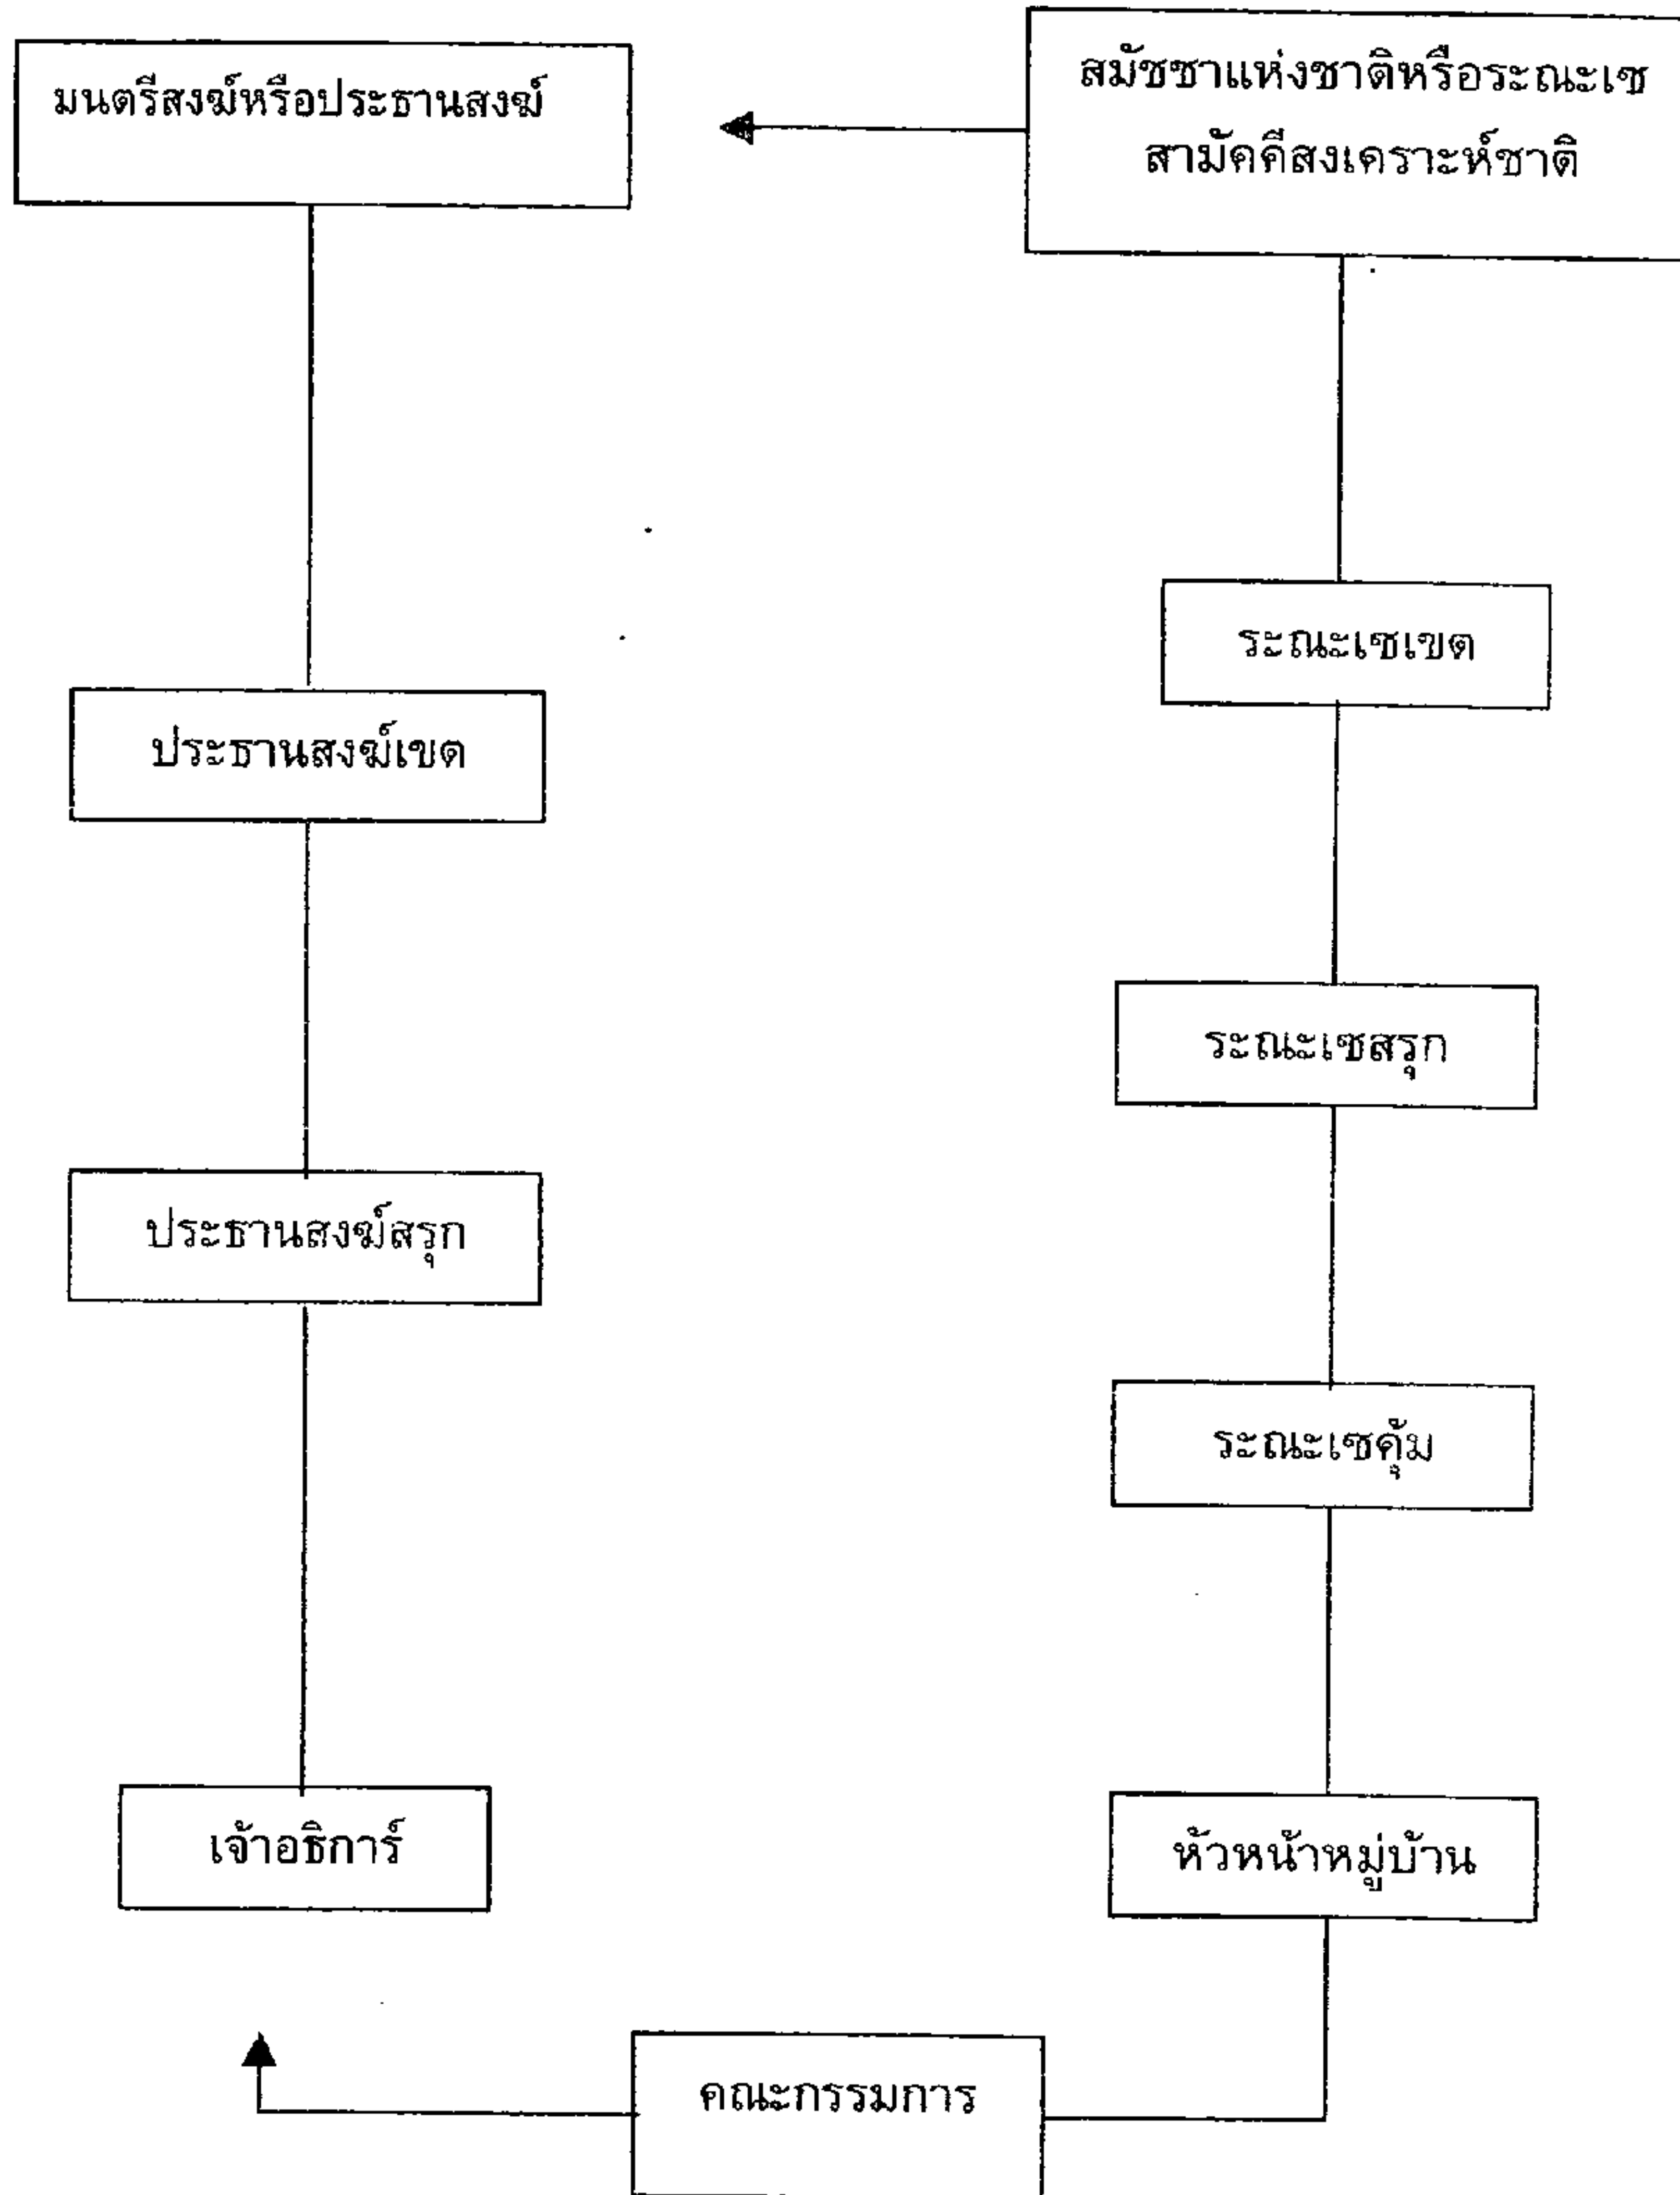 มนตรีสงฆ์หรือประธานสงฆ์
สมัชชาแห่งชาติหรือระณะเซ
สามัคคีสงเคราะห์ชาติ
ระณะเซเขต
ประธานสงฆ์เขต
ระณะเซสรุก
ประธานสงฆ์สรุก
ระณะเซคุ้ม
เจ้าอธิการ์
หัวหน้าหมู่บ้าน
คณะกรรมการ